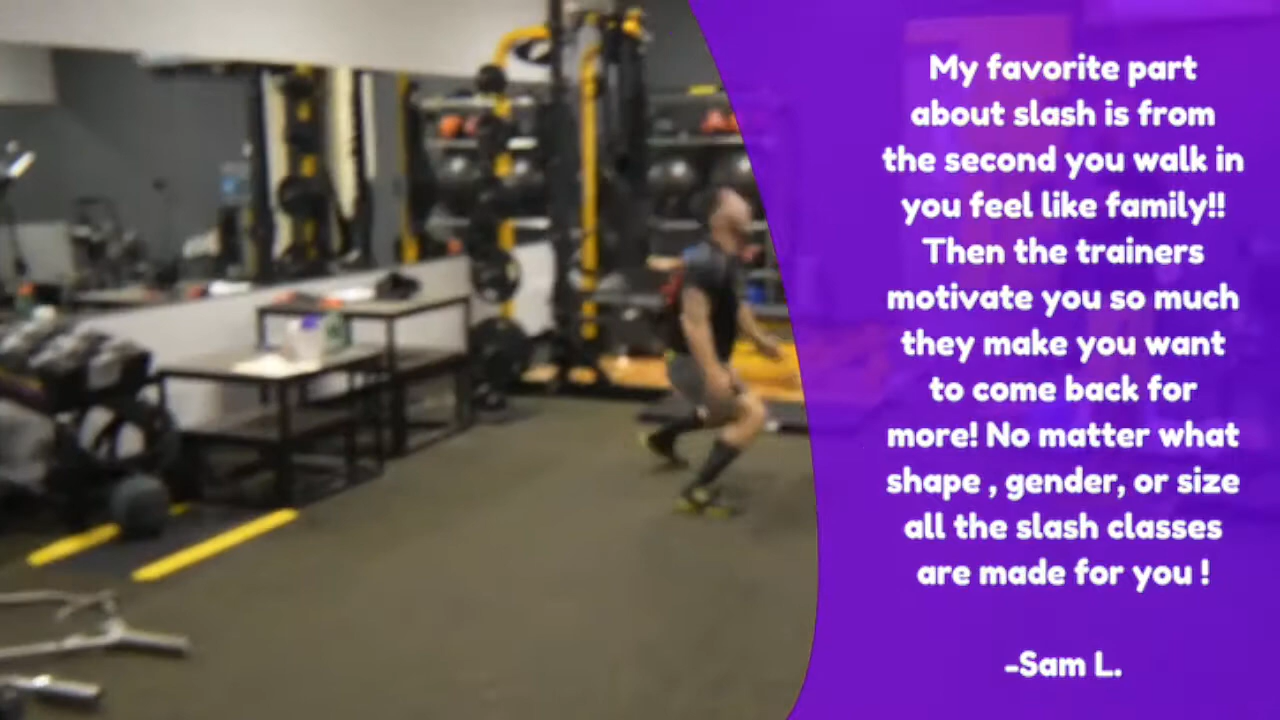 My favorite part
about slash is from
the second you walk in
you feel like family!!
Then the trainers
motivate you so much
they make you want
to come back for
more! No matter what
shape , gender, or size
all the slash classes
are made for you !
-Sam L.